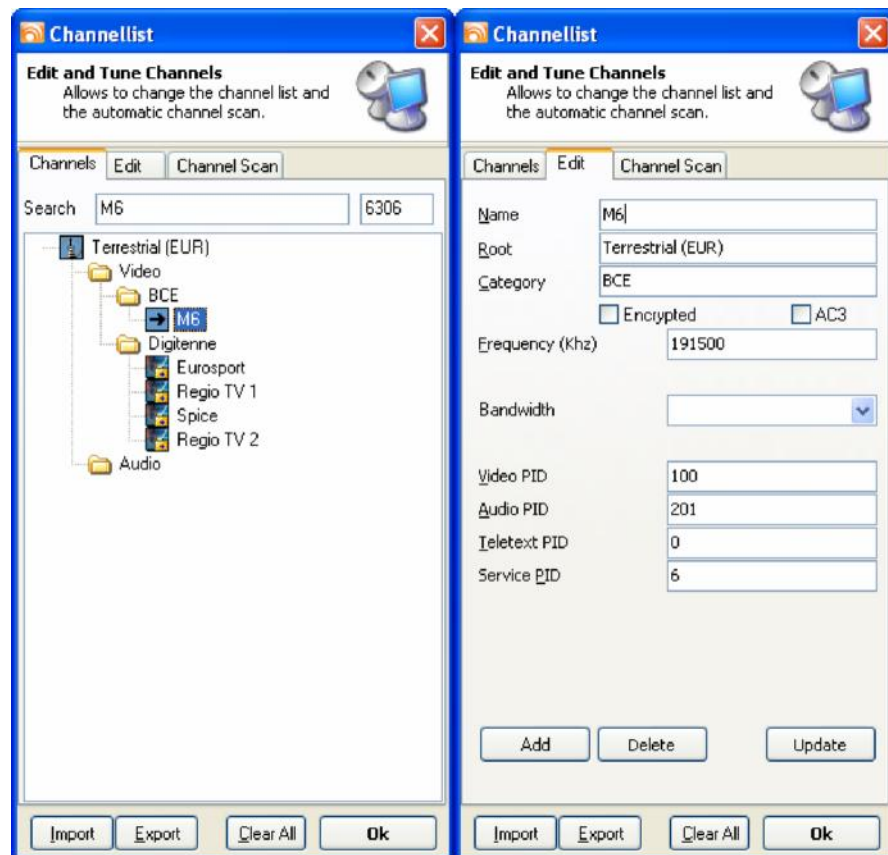 Channellist
Edit and Tune Channels
Allows to change the channel list and
the automatic channel scan.
Channels Edit Channel Scan
Search M6 6306
Terrestrial (EUR)
Video
BCE
M6
Digitenne
Eurosport
Regio TV 1
Spice
Regio TV 2
Audio
Import Export Clear All Ok
Channellist
Edit and Tune Channels
Allows to change the channel list and
the automatic channel scan.
Channels Edit Channel Scan
Name M6
Root Terrestrial (EUR)
Category BCE
Encrypted AC3
Frequency (Khz) 191500
Bandwidth
Video PID 100
Audio PID 201
Teletext PID 0
Service PID 6
Add Delete Update
Import Export Clear All Ok